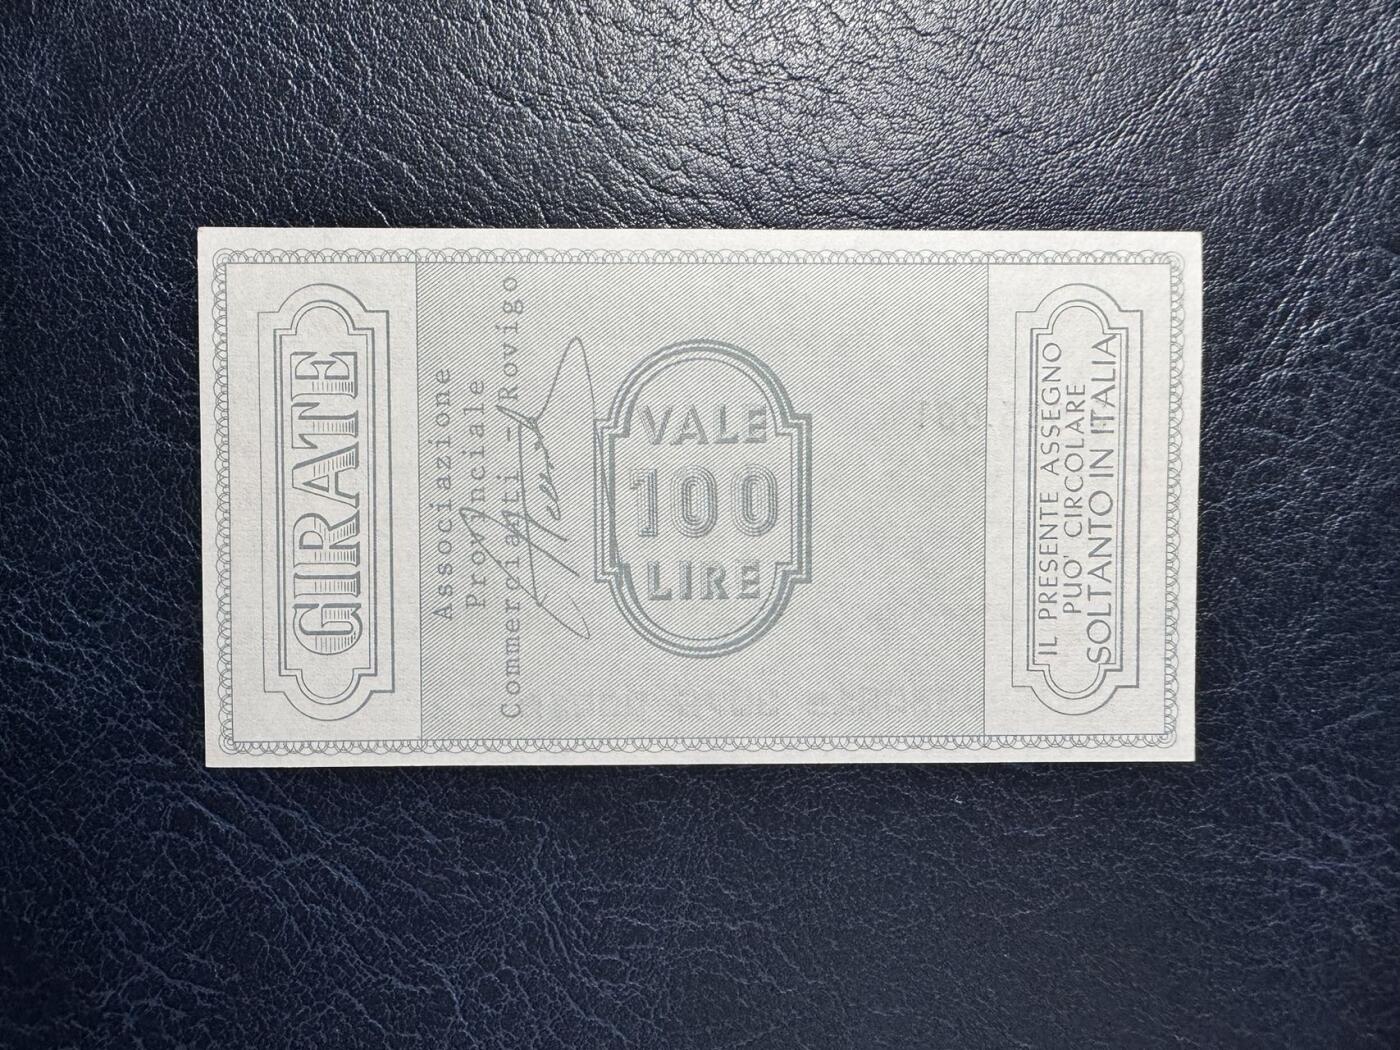 GIRATE
Associazione
Provinciale
Commercianti - Rovigo
VALE
100
LIRE
IL PRESENTE ASSEGNO
PUO' CIRCOLARE
SOLTANTO IN ITALIA